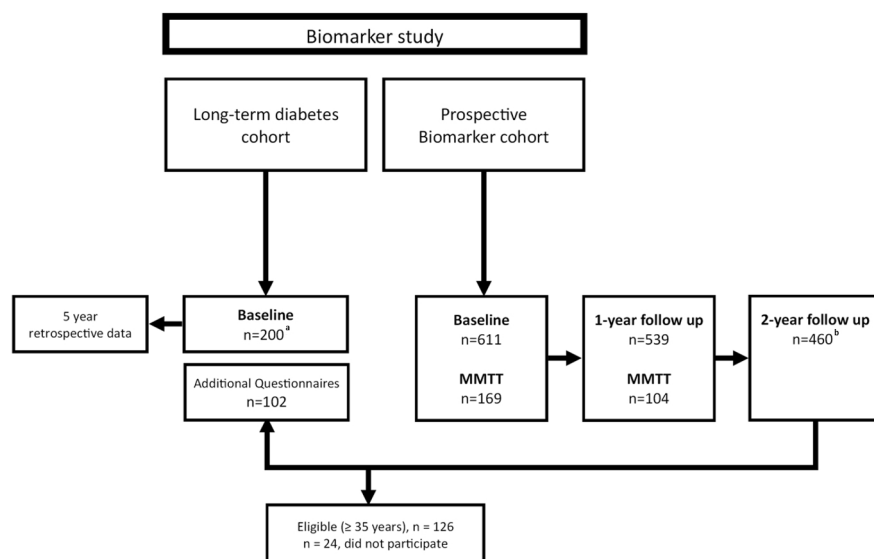 Biomarker study
Long-term diabetes
cohort
Prospective
Biomarker cohort
5 year
retrospective data
Baseline
n=200a
Additional Questionnaires
n=102
Baseline
n=611
MMTT
n=169
1-year follow up
n=539
MMTT
n=104
2-year follow up
n=460b
Eligible (≥ 35 years), n = 126
n = 24, did not participate